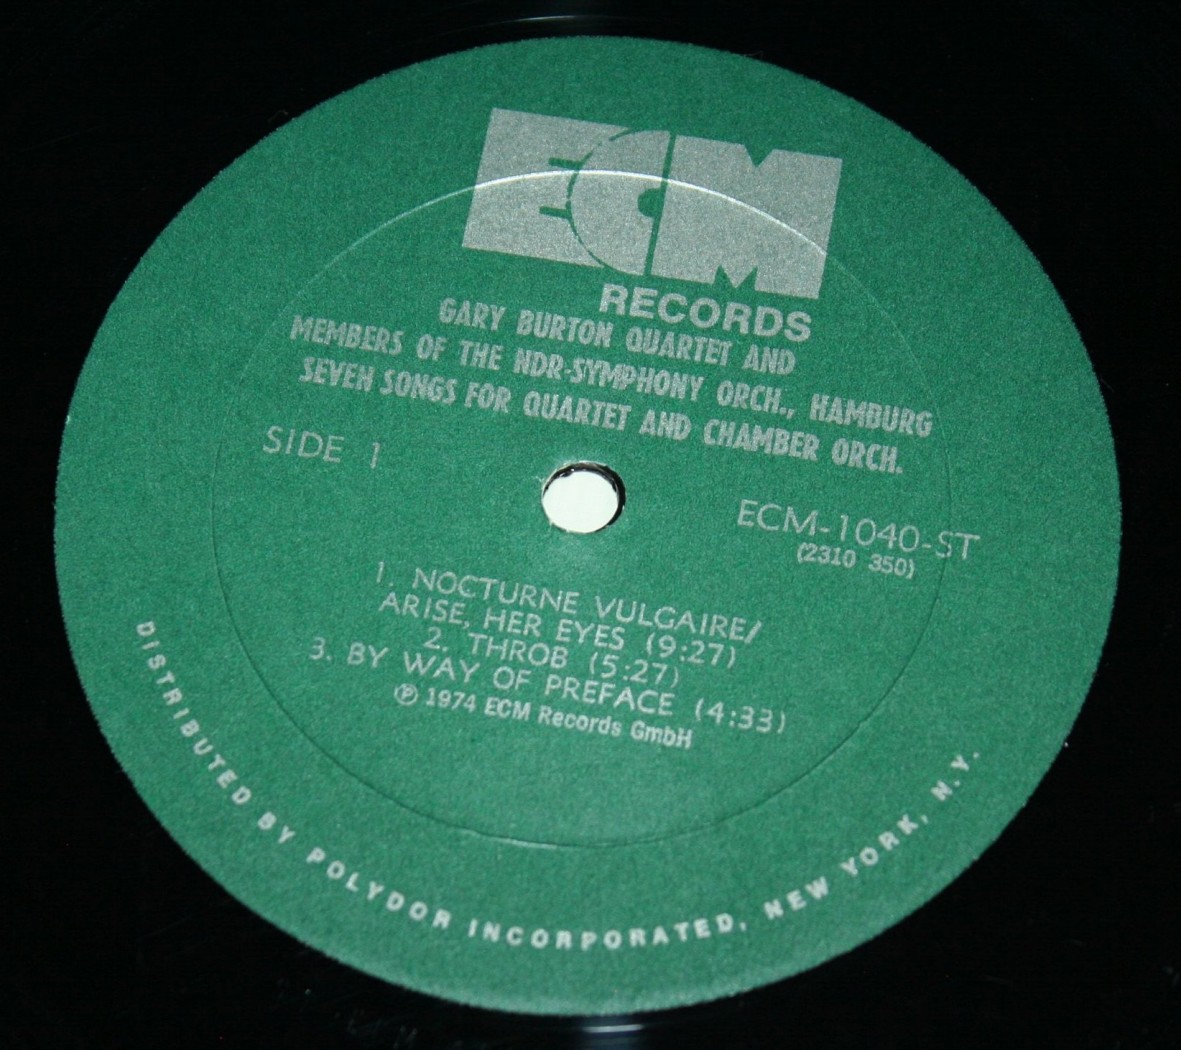 ECM
RECORDS
GARY BURTON QUARTET AND
MEMBERS OF THE NDR-SYMPHONY ORCH., HAMBURG
SEVEN SONGS FOR QUARTET AND CHAMBER ORCH.
SIDE 1
ECM-1040-ST
(2310 350)
1. NOCTURNE VULGAIRE/
ARISE, HER EYES (9:27)
2. THROB (5:27)
3. BY WAY OF PREFACE (4:33)
℗ 1974 ECM Records GmbH
DISTRIBUTED BY POLYDOR INCORPORATED, NEW YORK, N.Y.